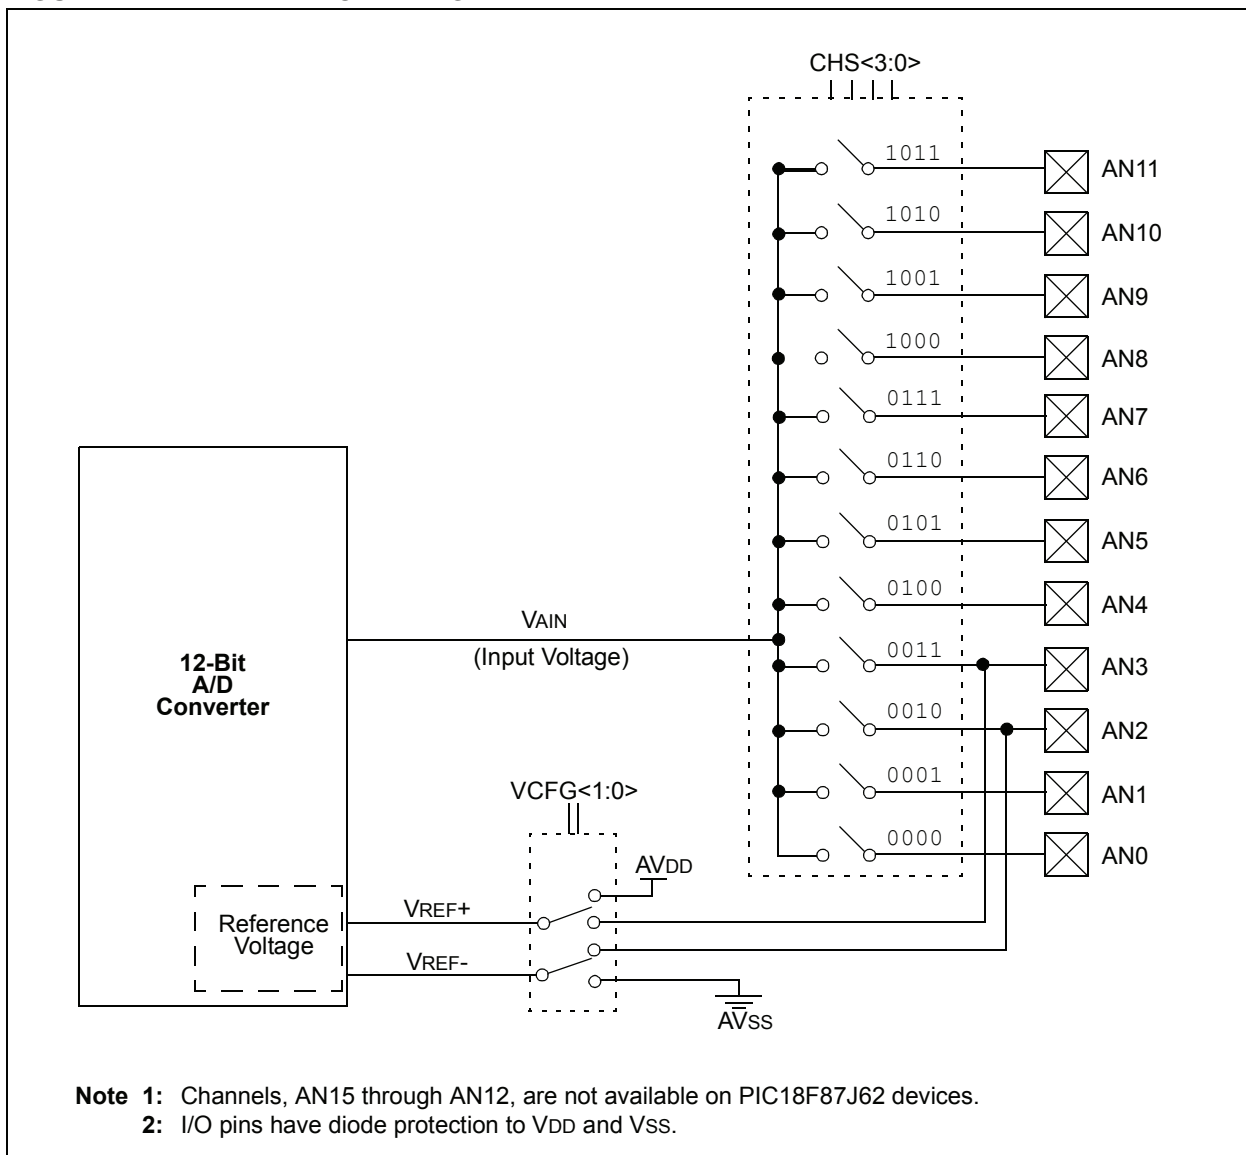 CHS<3:0>
1011 AN11
1010 AN10
1001 AN9
1000 AN8
0111 AN7
0110 AN6
0101 AN5
0100 AN4
VAIN
(Input Voltage)
0011 AN3
12-Bit
A/D
Converter
0010 AN2
0001 AN1
VCFG<1:0>
0000 AN0
AVDD
VREF+
Reference
Voltage
VREF-
AVSS
Note 1: Channels, AN15 through AN12, are not available on PIC18F87J62 devices.
2: I/O pins have diode protection to VDD and VSS.